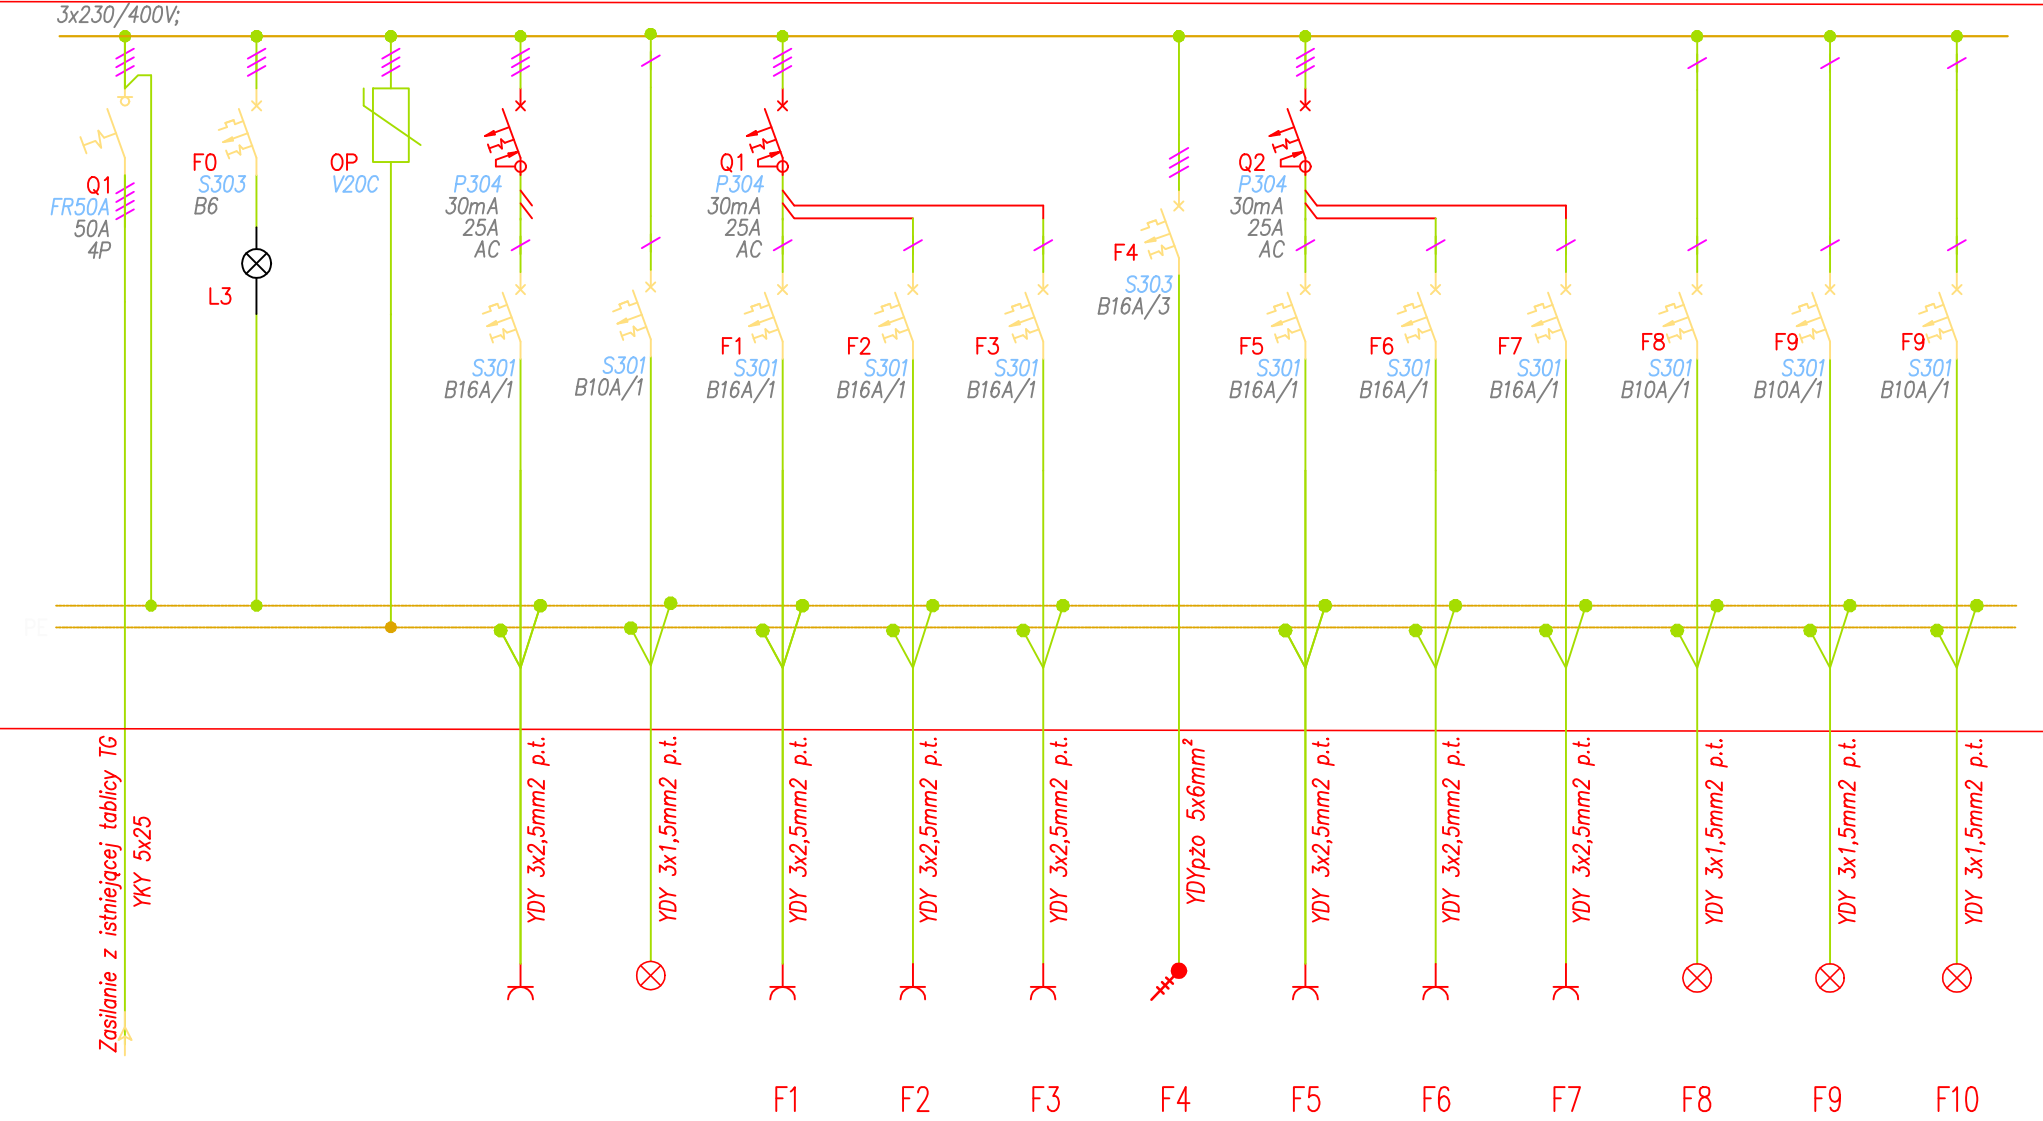 3x230/400V;
Q1
FR50A
50A
4P
F0
S303
B6
L3
OP
V20C
P304
30mA
25A
AC
S301
B16A/1
S301
B10A/1
Q1
P304
30mA
25A
AC
F1
S301
B16A/1
F2
S301
B16A/1
F3
S301
B16A/1
F4
S303
B16A/3
Q2
P304
30mA
25A
AC
F5
S301
B16A/1
F6
S301
B16A/1
F7
S301
B16A/1
F8
S301
B10A/1
F9
S301
B10A/1
F9
S301
B10A/1
PE
Zasilanie z istniejącej tablicy TG
YKY 5x25
YDY 3x2,5mm2 p.t.
YDY 3x1,5mm2 p.t.
YDY 3x2,5mm2 p.t.
YDY 3x2,5mm2 p.t.
YDY 3x2,5mm2 p.t.
YDYpżo 5x6mm²
YDY 3x2,5mm2 p.t.
YDY 3x2,5mm2 p.t.
YDY 3x2,5mm2 p.t.
YDY 3x1,5mm2 p.t.
YDY 3x1,5mm2 p.t.
YDY 3x1,5mm2 p.t.
F1
F2
F3
F4
F5
F6
F7
F8
F9
F10